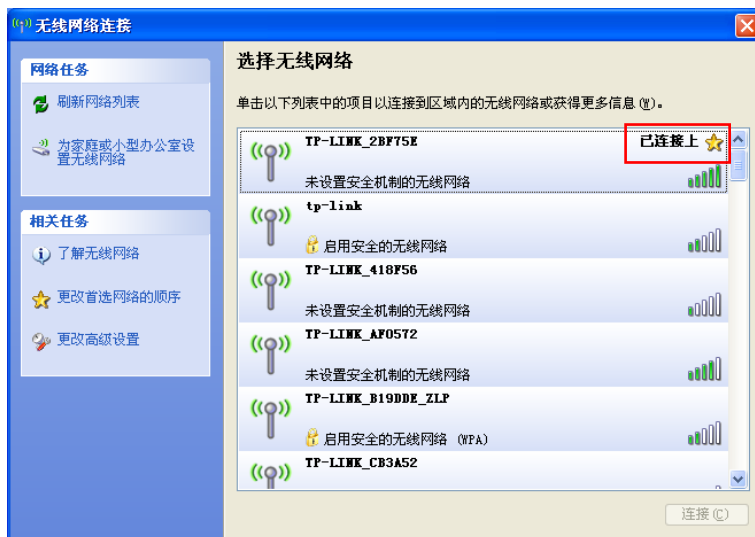 无线网络连接
网络任务
刷新网络列表
为家庭或小型办公室设
置无线网络
相关任务
了解无线网络
更改首选网络的顺序
更改高级设置
选择无线网络
单击以下列表中的项目以连接到区域内的无线网络或获得更多信息(W)。
TP-LINK_2BF75E
已连接上
未设置安全机制的无线网络
tp-link
启用安全的无线网络
TP-LINK_418F56
未设置安全机制的无线网络
TP-LINK_AF0572
未设置安全机制的无线网络
TP-LINK_B19DDE_ZLP
启用安全的无线网络 (WPA)
TP-LINK_CB3A52
连接(C)